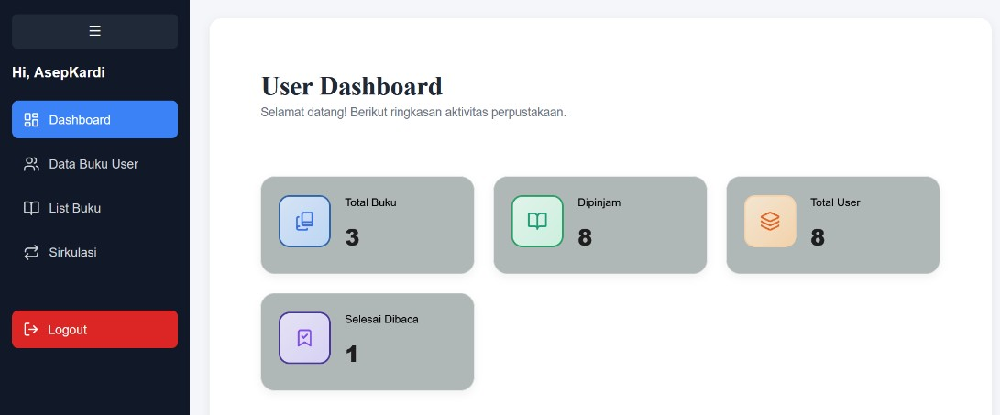 ☰
Hi, AsepKardi
Dashboard
Data Buku User
List Buku
Sirkulasi
Logout
User Dashboard
Selamat datang! Berikut ringkasan aktivitas perpustakaan.
Total Buku
3
Dipinjam
8
Total User
8
Selesai Dibaca
1